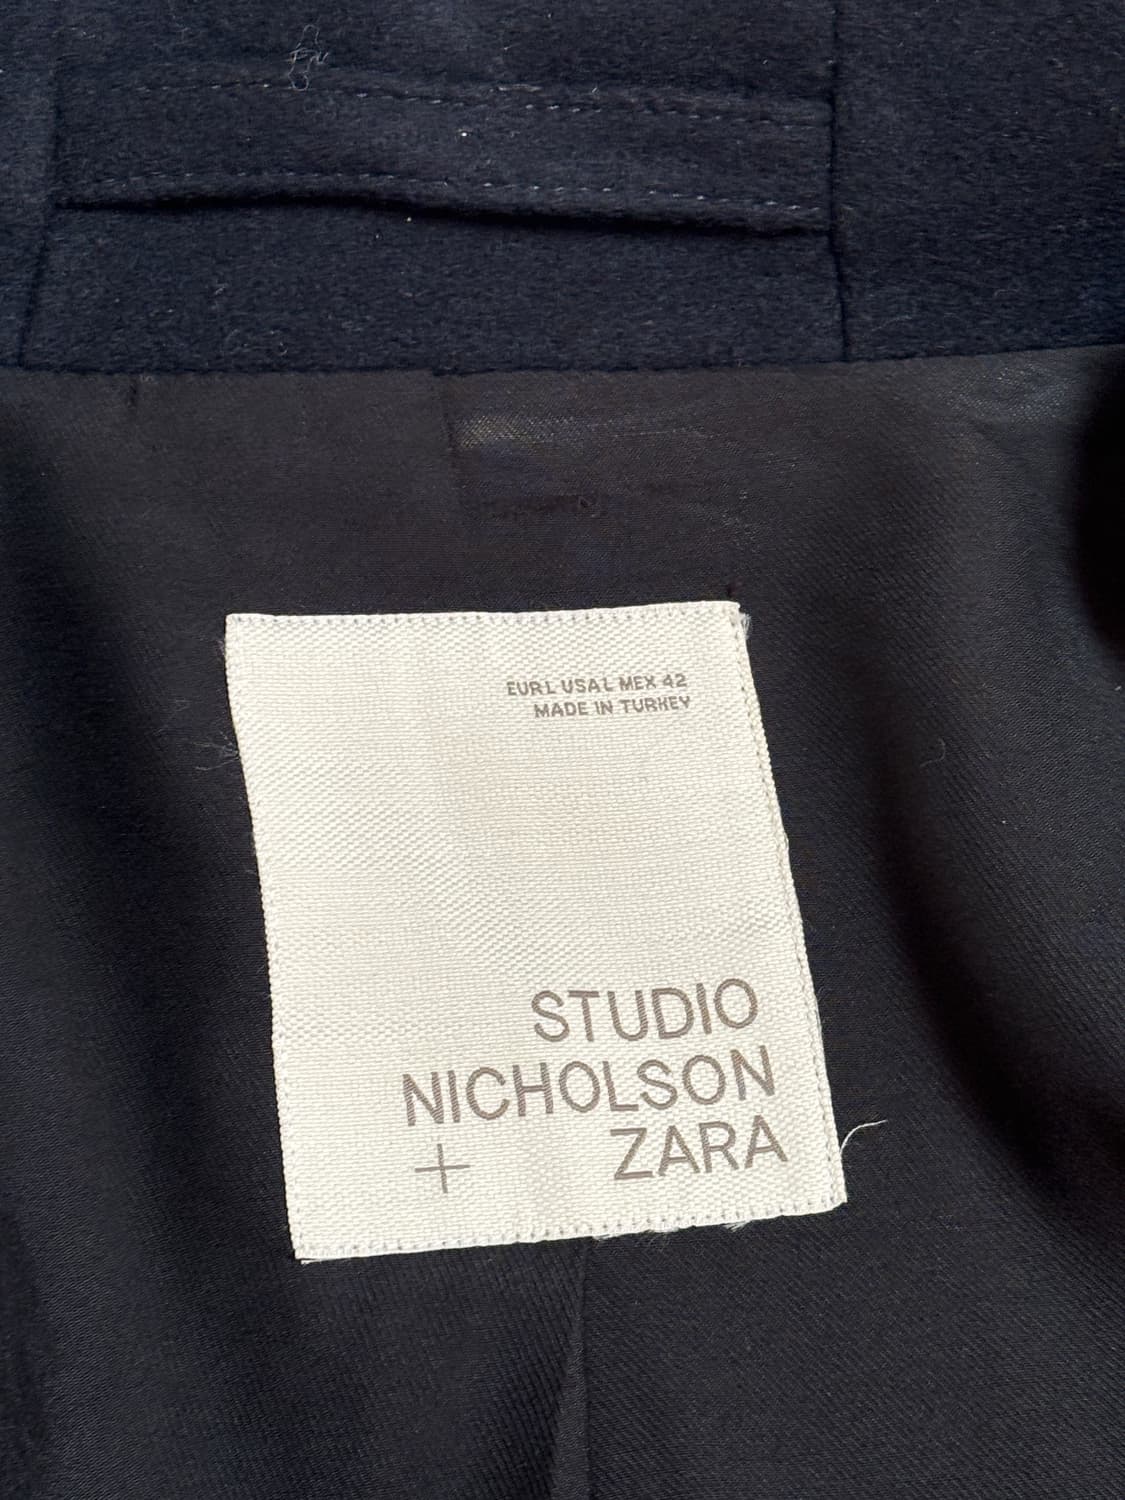 EUR L USA L MEX 42
MADE IN TURKEY
STUDIO
NICHOLSON
+ ZARA